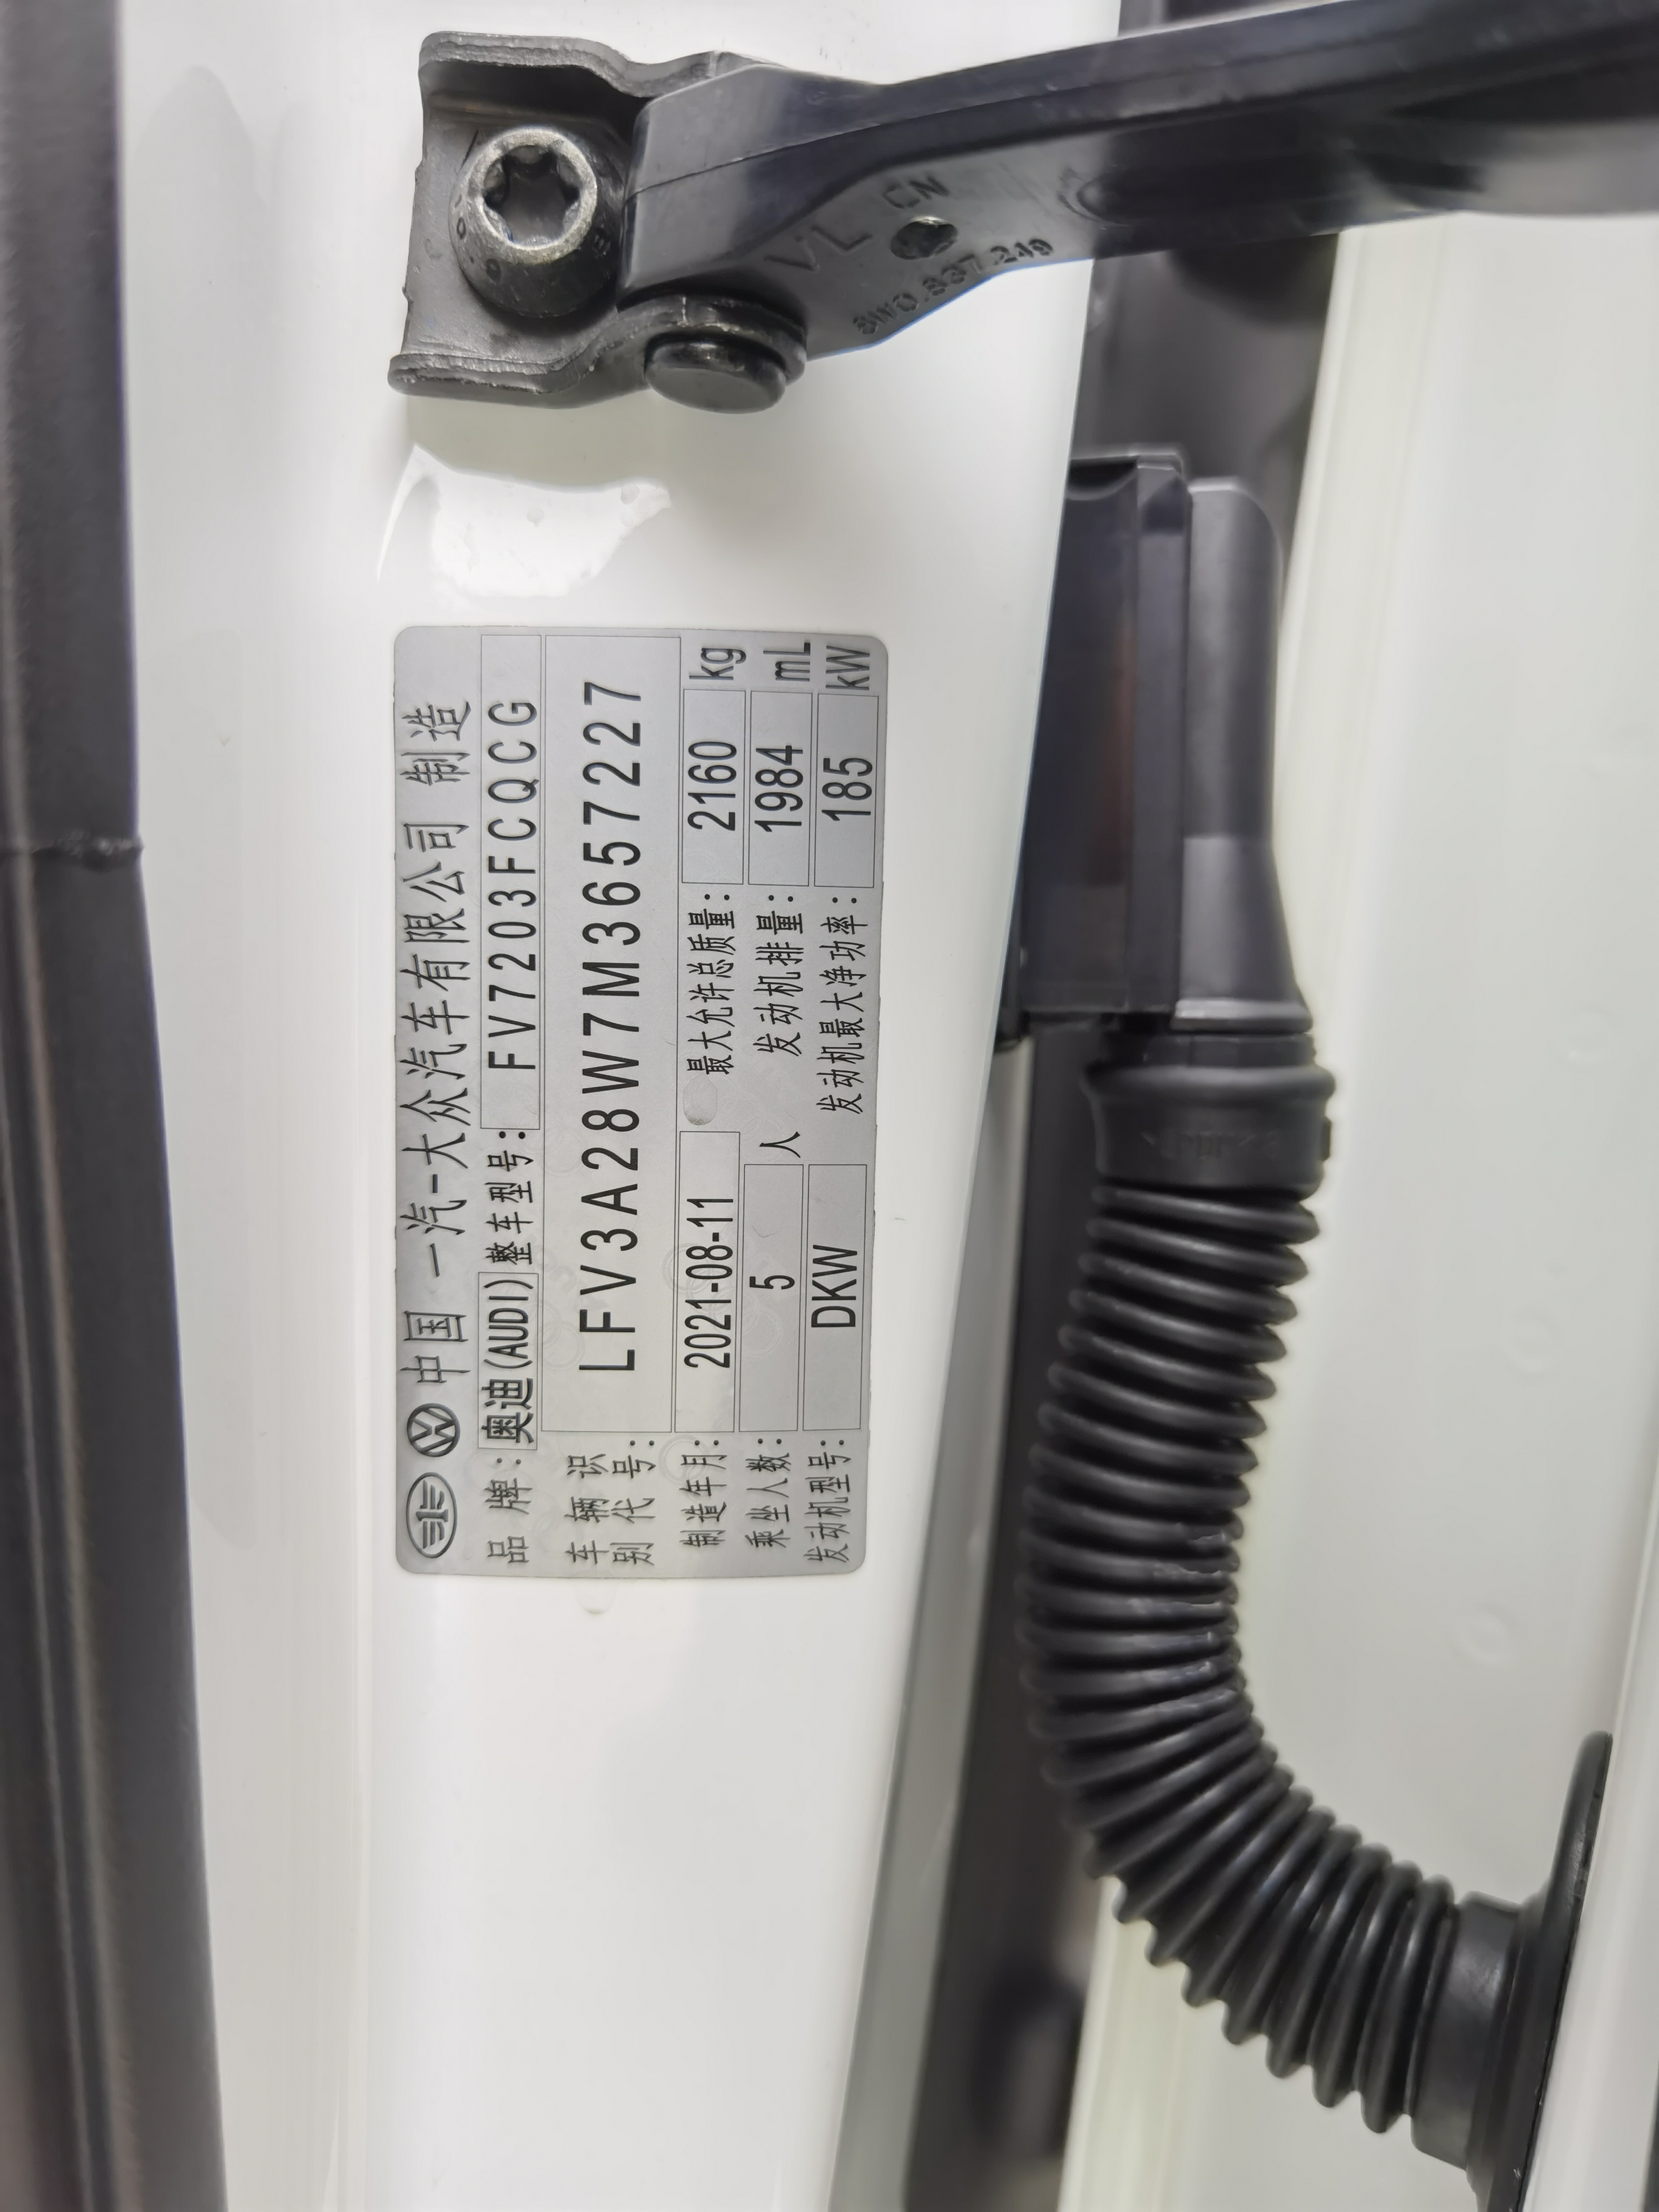 VL CN
8W0.837.249
中国 一汽-大众汽车有限公司 制造
品牌: 奥迪(AUDI) 整车型号: FV7203FCQCG
车辆识别代号: LFV3A28W7M3657227
制造年月: 2021-08-11 最大允许总质量: 2160 kg
乘坐人数: 5 人 发动机排量: 1984 mL
发动机型号: DKW 发动机最大净功率: 185 kW